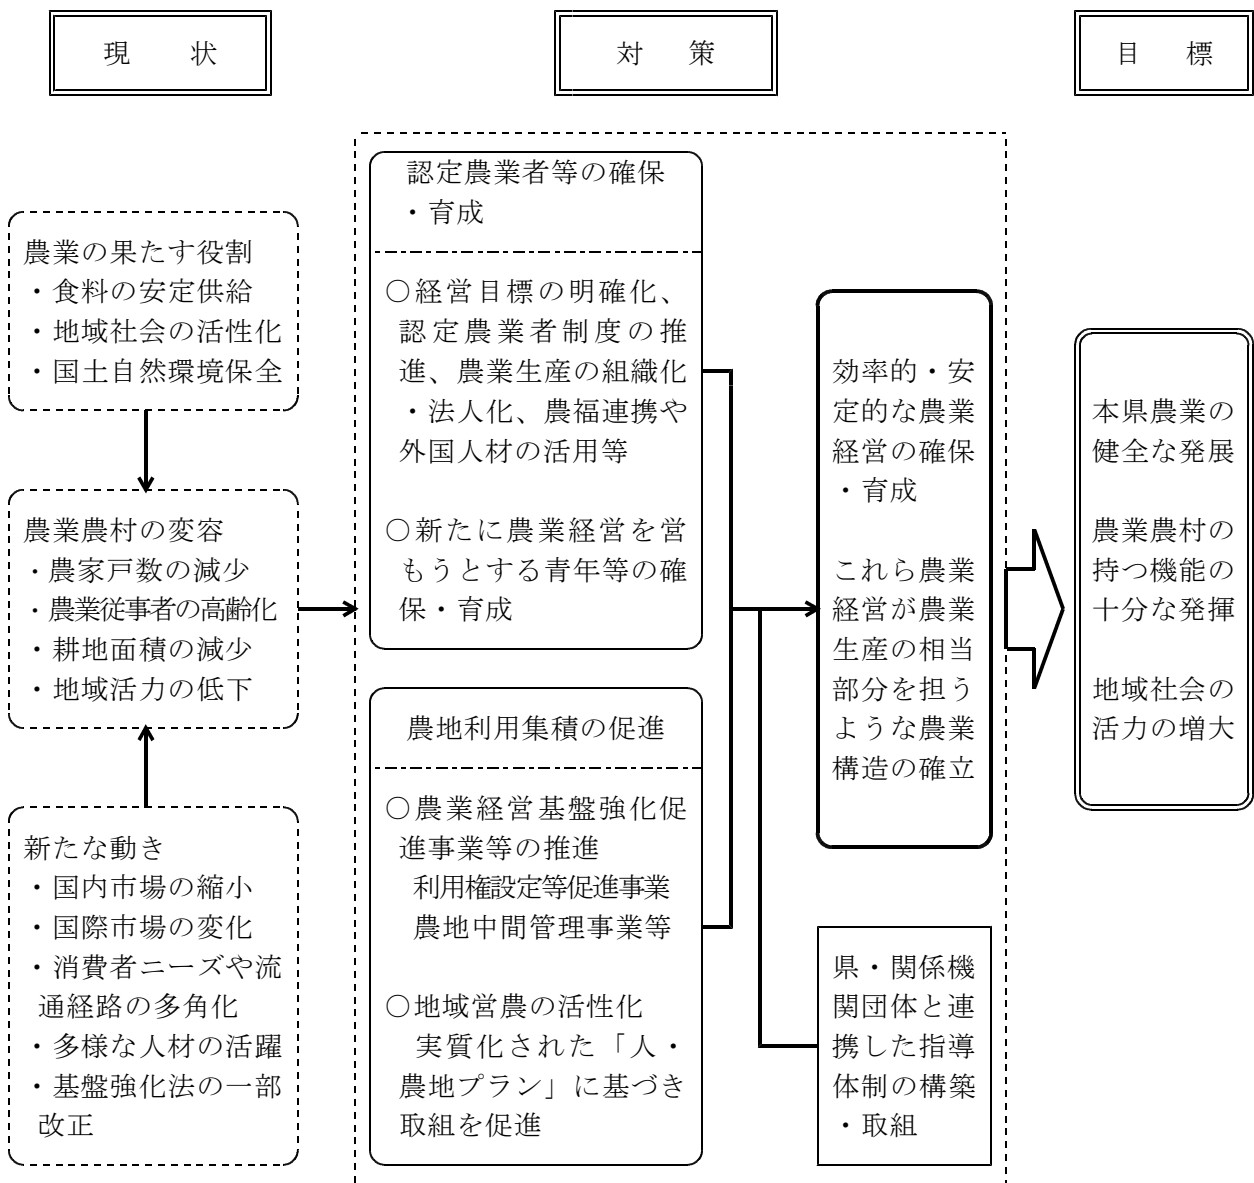 現　状
対　策
目　標
農業の果たす役割
・食料の安定供給
・地域社会の活性化
・国土自然環境保全
農業農村の変容
・農家戸数の減少
・農業従事者の高齢化
・耕地面積の減少
・地域活力の低下
新たな動き
・国内市場の縮小
・国際市場の変化
・消費者ニーズや流
通経路の多角化
・多様な人材の活躍
・基盤強化法の一部
改正
認定農業者等の確保
・育成
○経営目標の明確化、
認定農業者制度の推
進、農業生産の組織化
・法人化、農福連携や
外国人材の活用等
○新たに農業経営を営
もうとする青年等の確
保・育成
農地利用集積の促進
○農業経営基盤強化促
進事業等の推進
利用権設定等促進事業
農地中間管理事業等
○地域営農の活性化
実質化された「人・
農地プラン」に基づき
取組を促進
効率的・安
定的な農業
経営の確保
・育成
これら農業
経営が農業
生産の相当
部分を担う
ような農業
構造の確立
県・関係機
関団体と連
携した指導
体制の構築
・取組
本県農業の
健全な発展
農業農村の
持つ機能の
十分な発揮
地域社会の
活力の増大